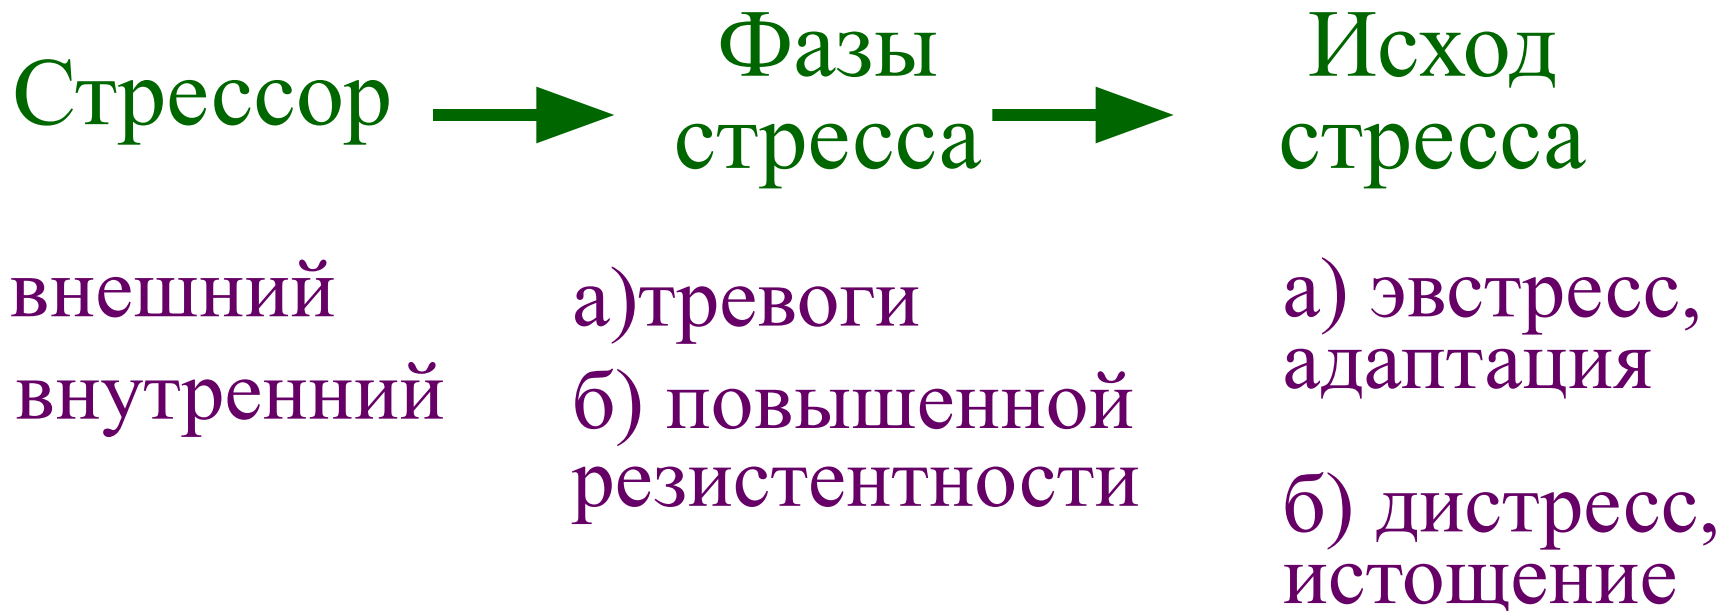 Стрессор
Фазы
стресса
Исход
стресса
внешний
внутренний
а)тревоги
б) повышенной
резистентности
а) эвстресс,
адаптация
б) дистресс,
истощение